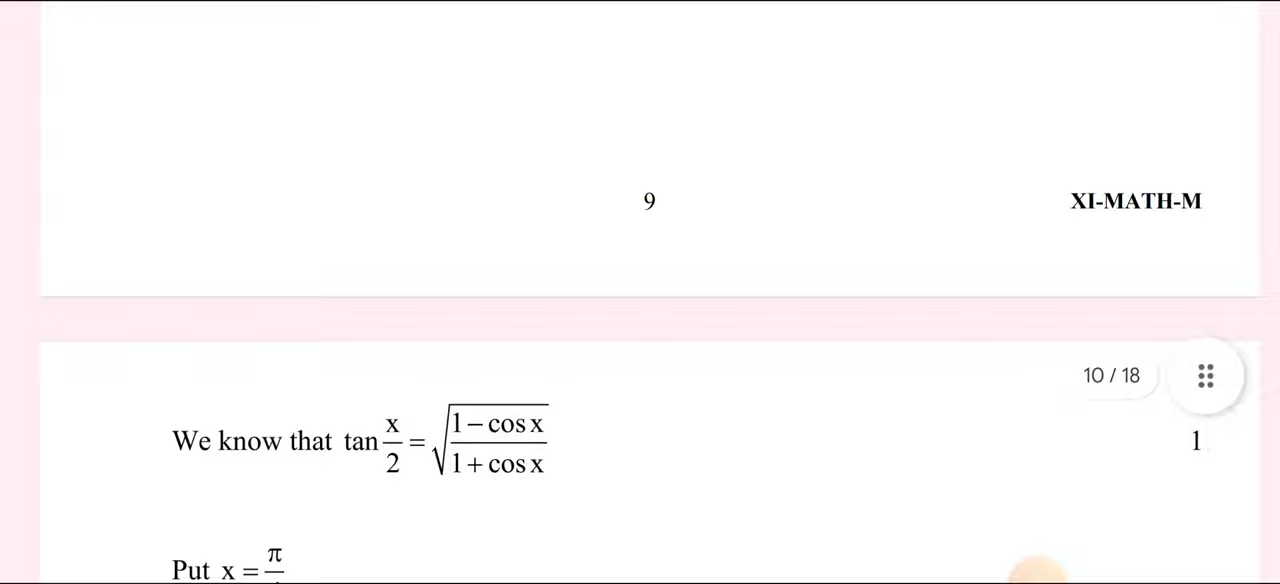 9 XI-MATH-M
10 / 18
We know that tan x/2 = √((1 − cos x)/(1 + cos x)) 1
Put x = π